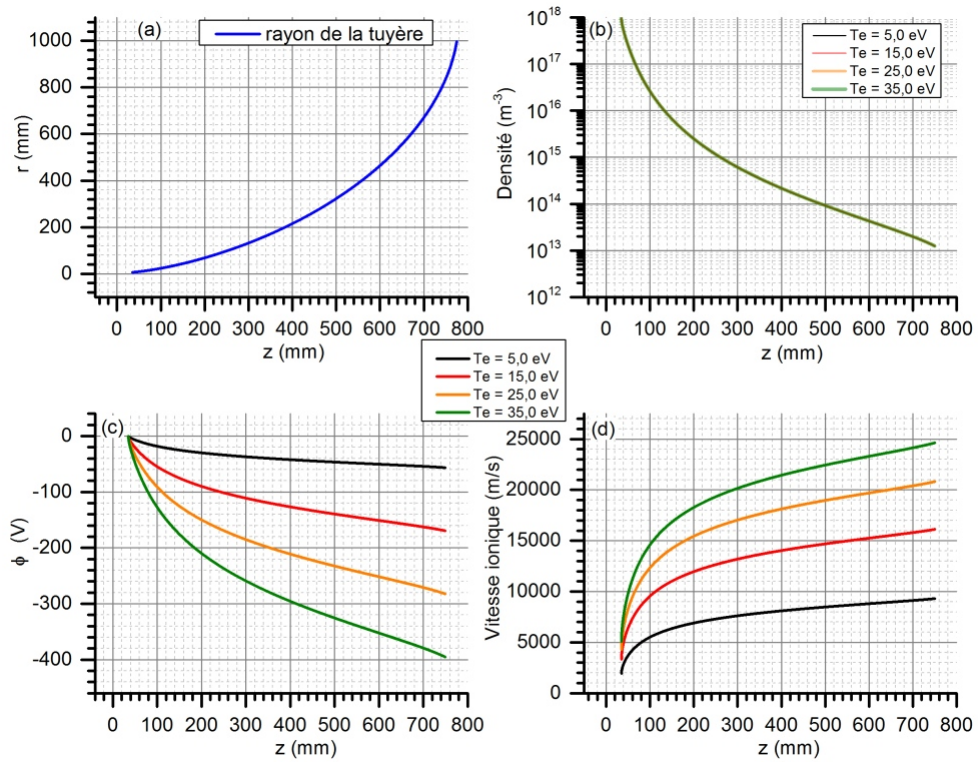 (a)
rayon de la tuyère
1000
800
600
400
200
0
r (mm)
0 100 200 300 400 500 600 700 800
z (mm)
(b)
Te = 5,0 eV
Te = 15,0 eV
Te = 25,0 eV
Te = 35,0 eV
10^18
10^17
10^16
10^15
10^14
10^13
10^12
Densité (m^-3)
0 100 200 300 400 500 600 700 800
z (mm)
Te = 5,0 eV
Te = 15,0 eV
Te = 25,0 eV
Te = 35,0 eV
(c)
0
-100
-200
-300
-400
ϕ (V)
0 100 200 300 400 500 600 700 800
z (mm)
(d)
25000
20000
15000
10000
5000
0
Vitesse ionique (m/s)
0 100 200 300 400 500 600 700 800
z (mm)